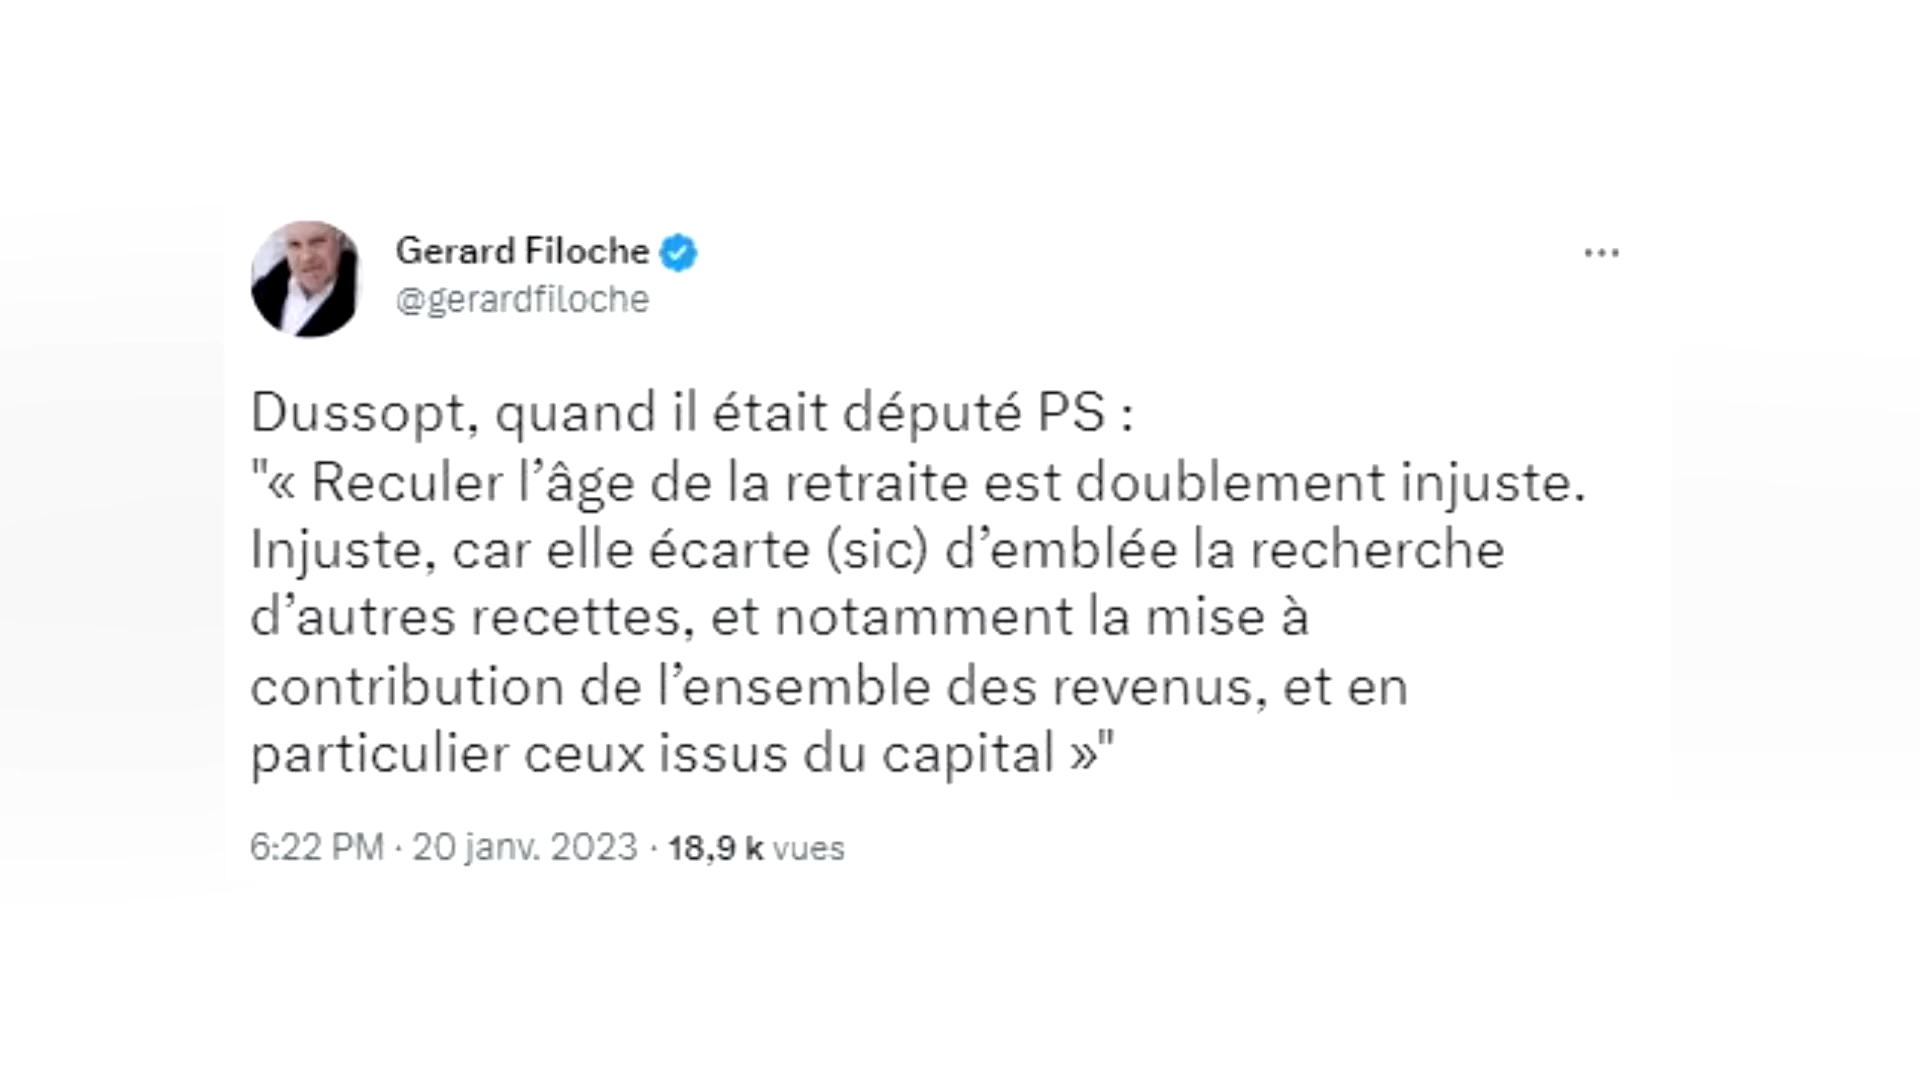 Gerard Filoche
@gerardfiloche
Dussopt, quand il était député PS :
"« Reculer l’âge de la retraite est doublement injuste.
Injuste, car elle écarte (sic) d’emblée la recherche
d’autres recettes, et notamment la mise à
contribution de l’ensemble des revenus, et en
particulier ceux issus du capital »"
6:22 PM · 20 janv. 2023 · 18,9 k vues